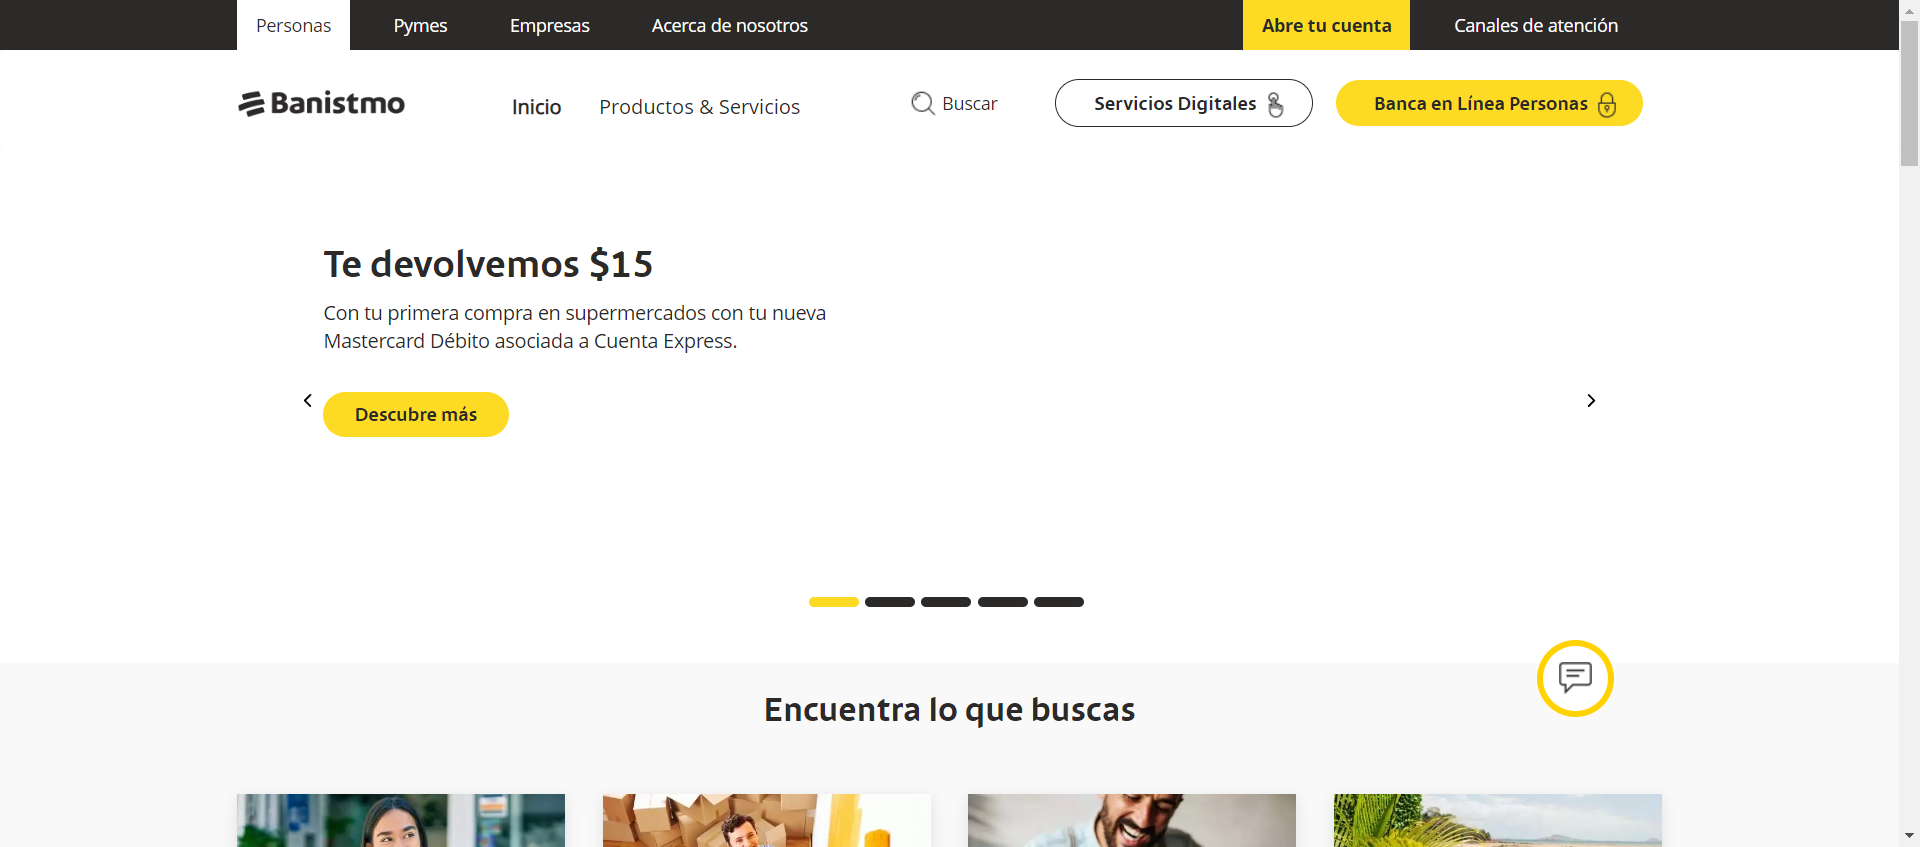 Personas
Pymes
Empresas
Acerca de nosotros
Abre tu cuenta
Canales de atención
Banistmo
Inicio
Productos & Servicios
Buscar
Servicios Digitales
Banca en Línea Personas
Te devolvemos $15
Con tu primera compra en supermercados con tu nueva
Mastercard Débito asociada a Cuenta Express.
Descubre más
Encuentra lo que buscas